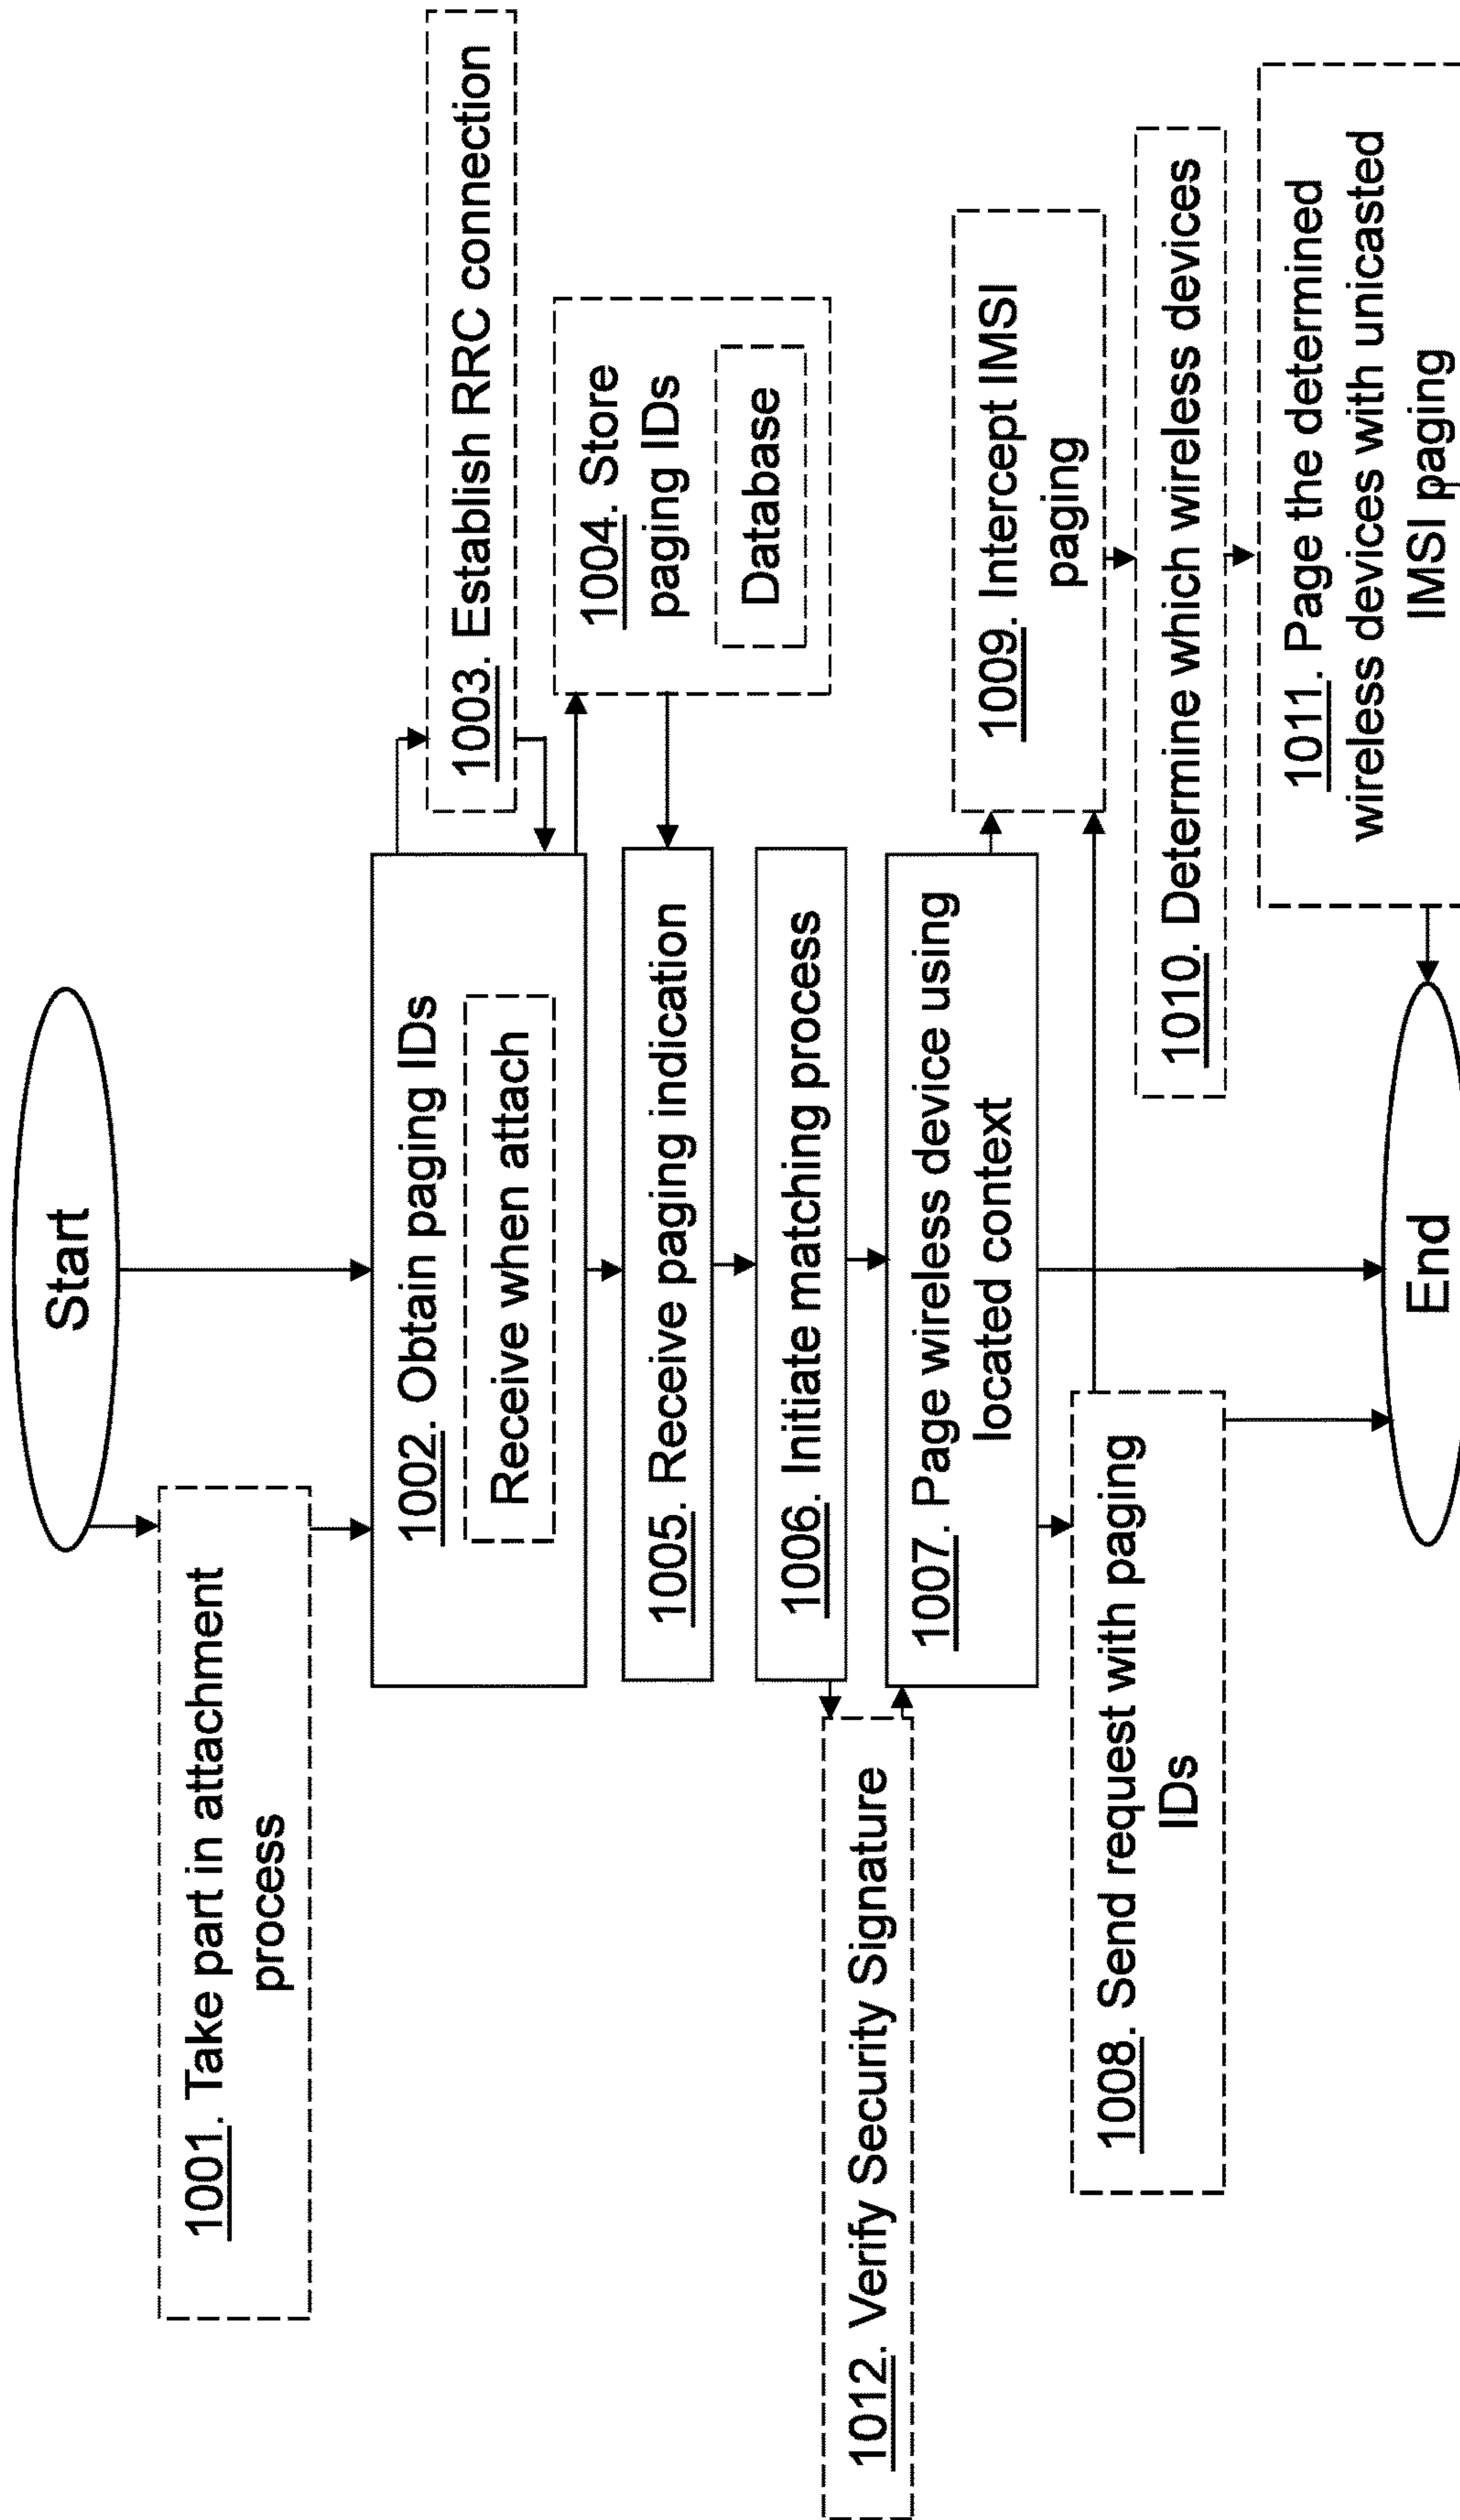 Start
1001. Take part in attachment
process
1002. Obtain paging IDs
Receive when attach
1003. Establish RRC connection
1004. Store
paging IDs
Database
1005. Receive paging indication
1006. Initiate matching process
1012. Verify Security Signature
1007. Page wireless device using
located context
1008. Send request with paging
IDs
1009. Intercept IMSI
paging
1010. Determine which wireless devices
1011. Page the determined
wireless devices with unicasted
IMSI paging
End